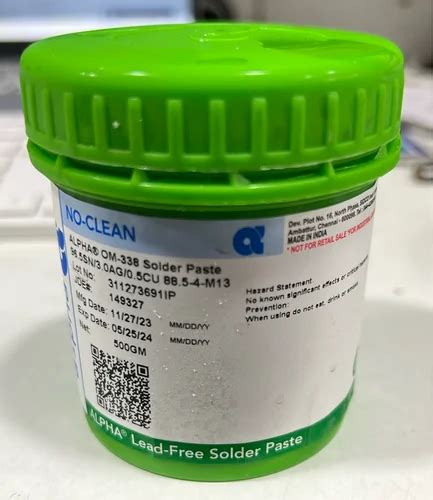 NO-CLEAN
ALPHA® OM-338 Solder Paste
96.5SN/3.0AG/0.5CU 88.5-4-M13
Lot No: 311273691IP
JDE#: 149327
Mfg Date: 11/27/23 MM/DD/YY
Exp Date: 05/25/24 MM/DD/YY
Net: 500GM
Dev. Plot No. 16, North Phase,
Ambattur, Chennai - 600098.
MADE IN INDIA
*NOT FOR RETAIL SALE
Hazard Statement
No known significant effects or critical
Prevention:
When using do not eat, drink or
ALPHA® Lead-Free Solder Paste